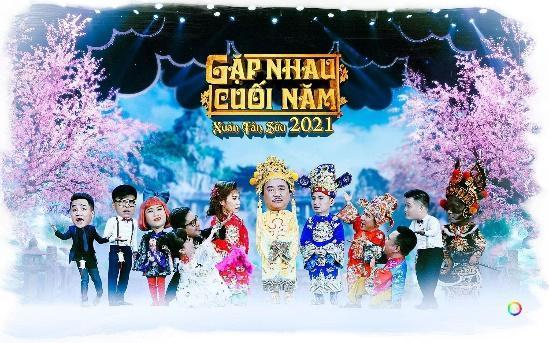 GẶP NHAU
CUỐI NĂM
Xuân Tân Sửu 2021